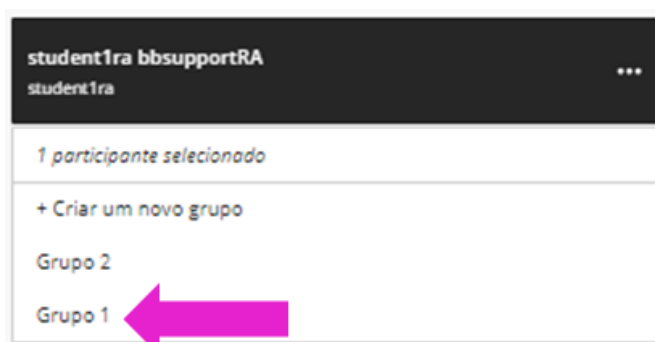 student1ra bbsupportRA
student1ra
1 participante selecionado
+ Criar um novo grupo
Grupo 2
Grupo 1